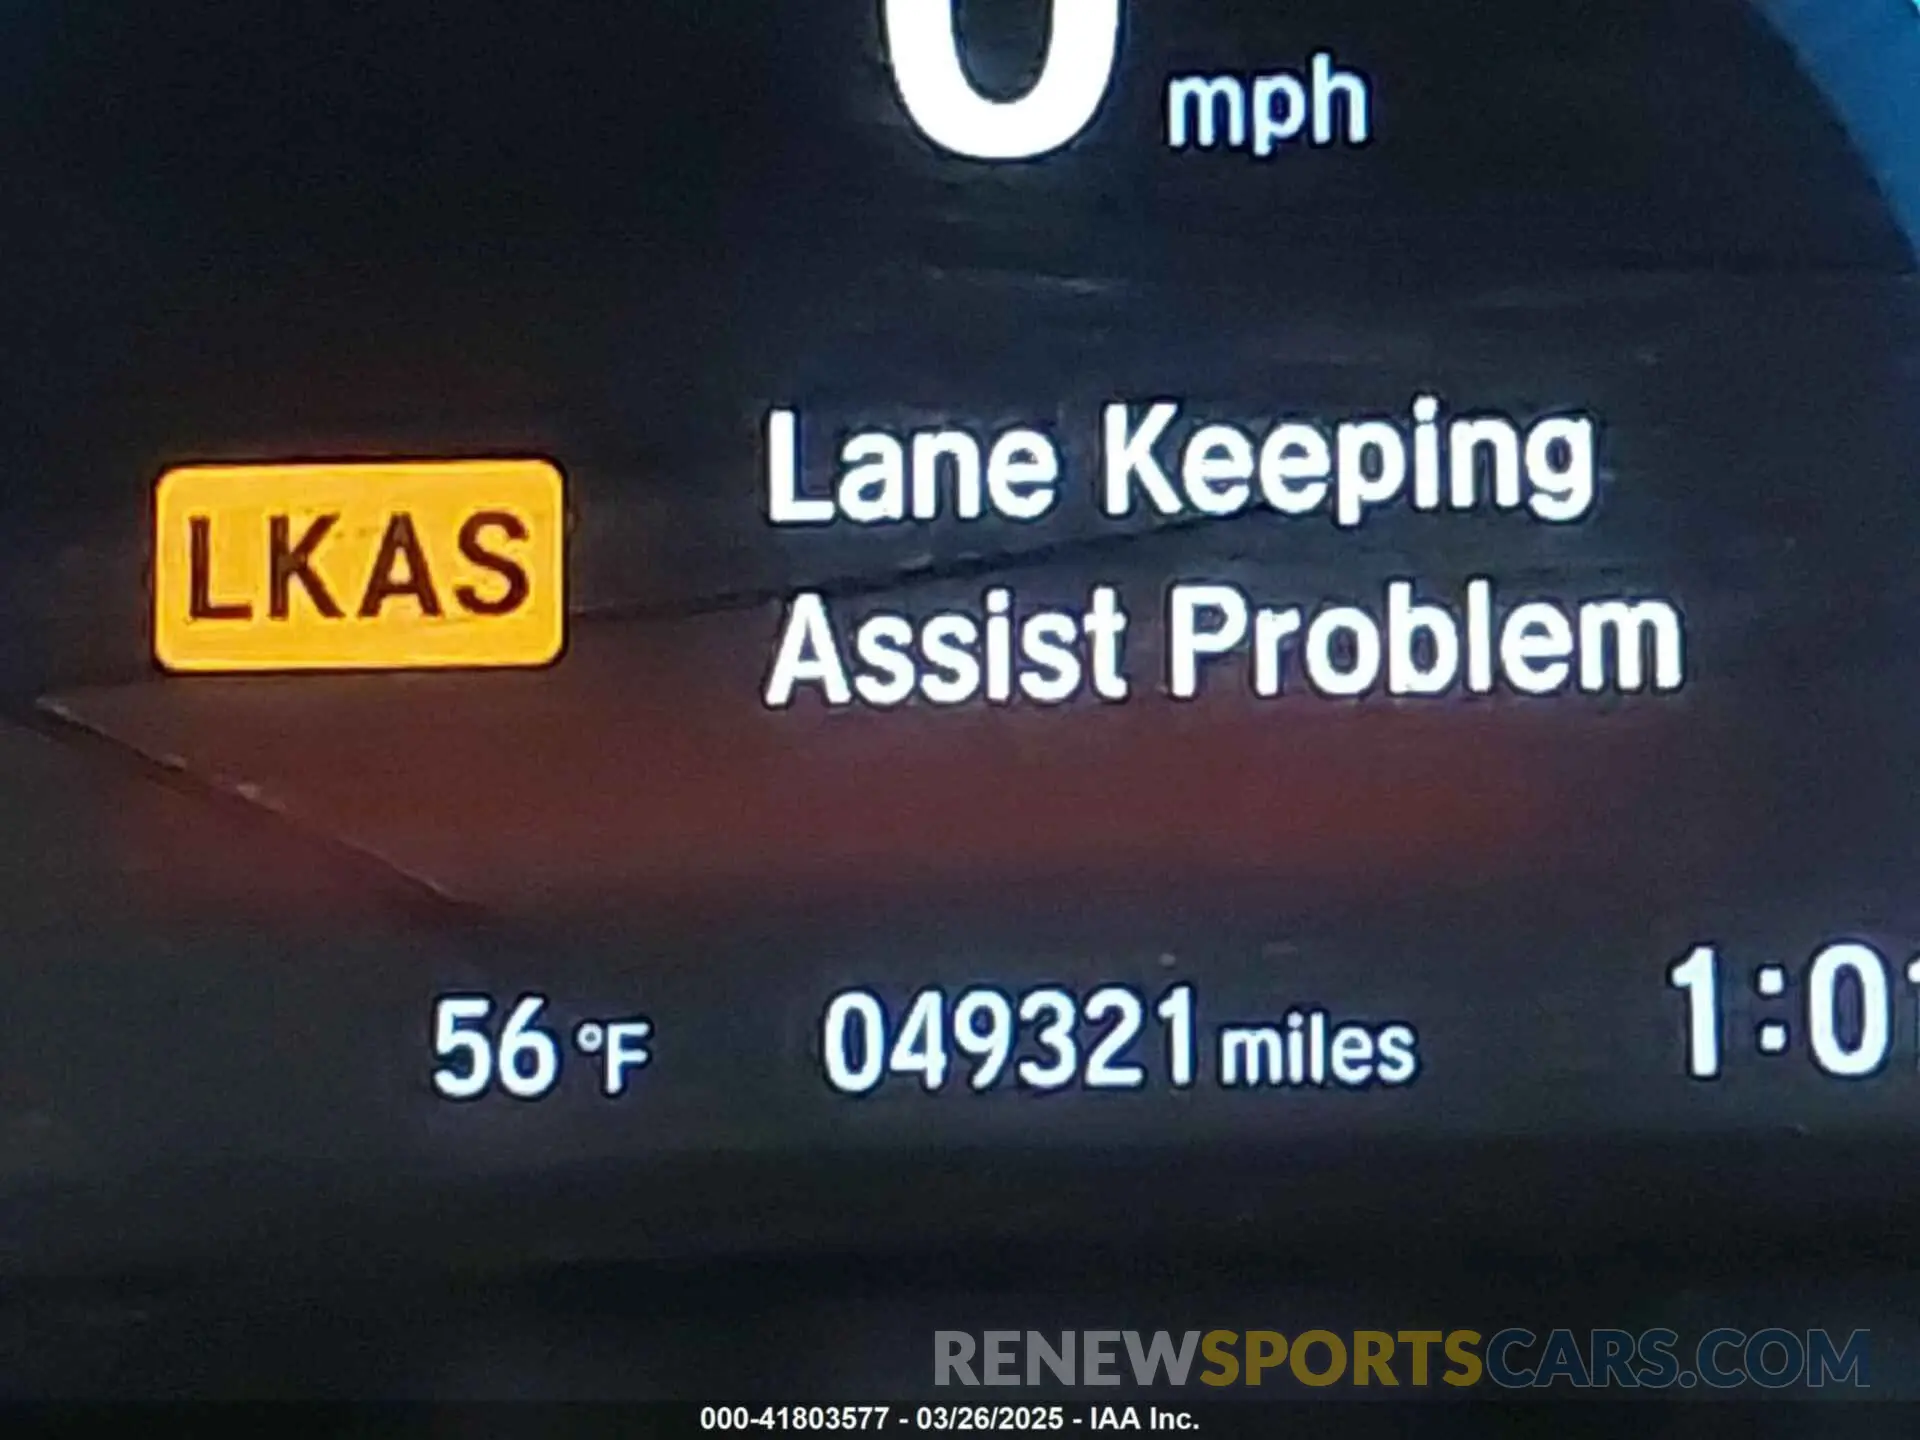 0 mph
Lane Keeping
LKAS
Assist Problem
56 °F 049321 miles 1:01
RENEWSPORTSCARS.COM
000-41803577 - 03/26/2025 - IAA Inc.